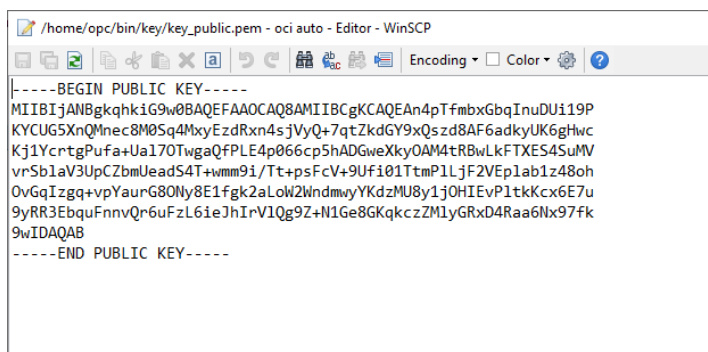 /home/opc/bin/key/key_public.pem - oci auto - Editor - WinSCP
Encoding Color
-----BEGIN PUBLIC KEY-----
MIIBIjANBgkqhkiG9w0BAQEFAAOCAQ8AMIIBCgKCAQEAn4pTfmbxGbqInuDUi19P
KYCUG5XnQMnec8M0Sq4MxyEzdRxn4sjVyQ+7qtZkdGY9xQszd8AF6adkyUK6gHwc
Kj1YcrtgPufa+Ual7OTwgaQfPLE4p066cp5hADGweXkyOAM4tRBwLkFTXES4SuMV
vrSblaV3UpCZbmUeadS4T+wmm9i/Tt+psFcV+9Ufi01TtmPlLjF2VEplab1z48oh
OvGqIzgq+vpYaurG8ONy8E1fgk2aLoW2WndmwyYKdzMU8y1jOHIEvPltkKcx6E7u
9yRR3EbquFnnvQr6uFzL6ieJhIrVlQg9Z+N1Ge8GKqkczZMlyGRxD4Raa6Nx97fk
9wIDAQAB
-----END PUBLIC KEY-----